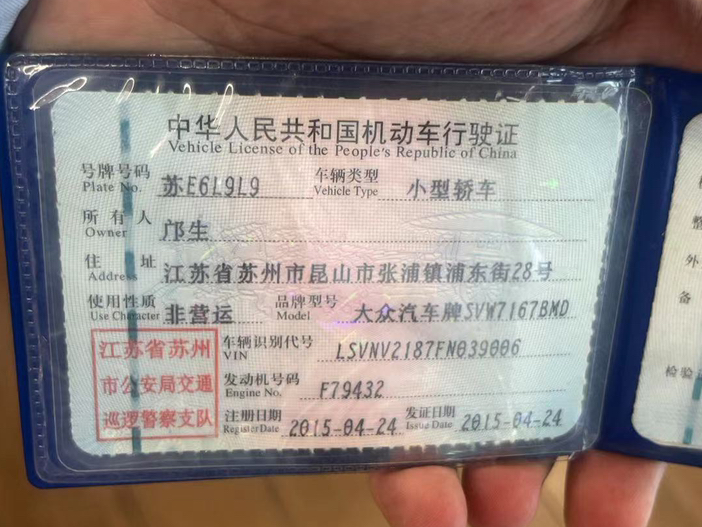 中华人民共和国机动车行驶证
Vehicle License of the People's Republic of China
号牌号码 苏E6L9L9 车辆类型 小型轿车
Plate No. Vehicle Type
所有人 邝生
Owner
住址 江苏省苏州市昆山市张浦镇浦东街28号
Address
使用性质 非营运 品牌型号 大众汽车牌SVW7167BMD
Use Character Model
江苏省苏州
市公安局交通
巡逻警察支队
车辆识别代号 LSVNV2187FN039006
VIN
发动机号码 F79432
Engine No.
注册日期 2015-04-24 发证日期 2015-04-24
Register Date Issue Date
整
外
备
检验